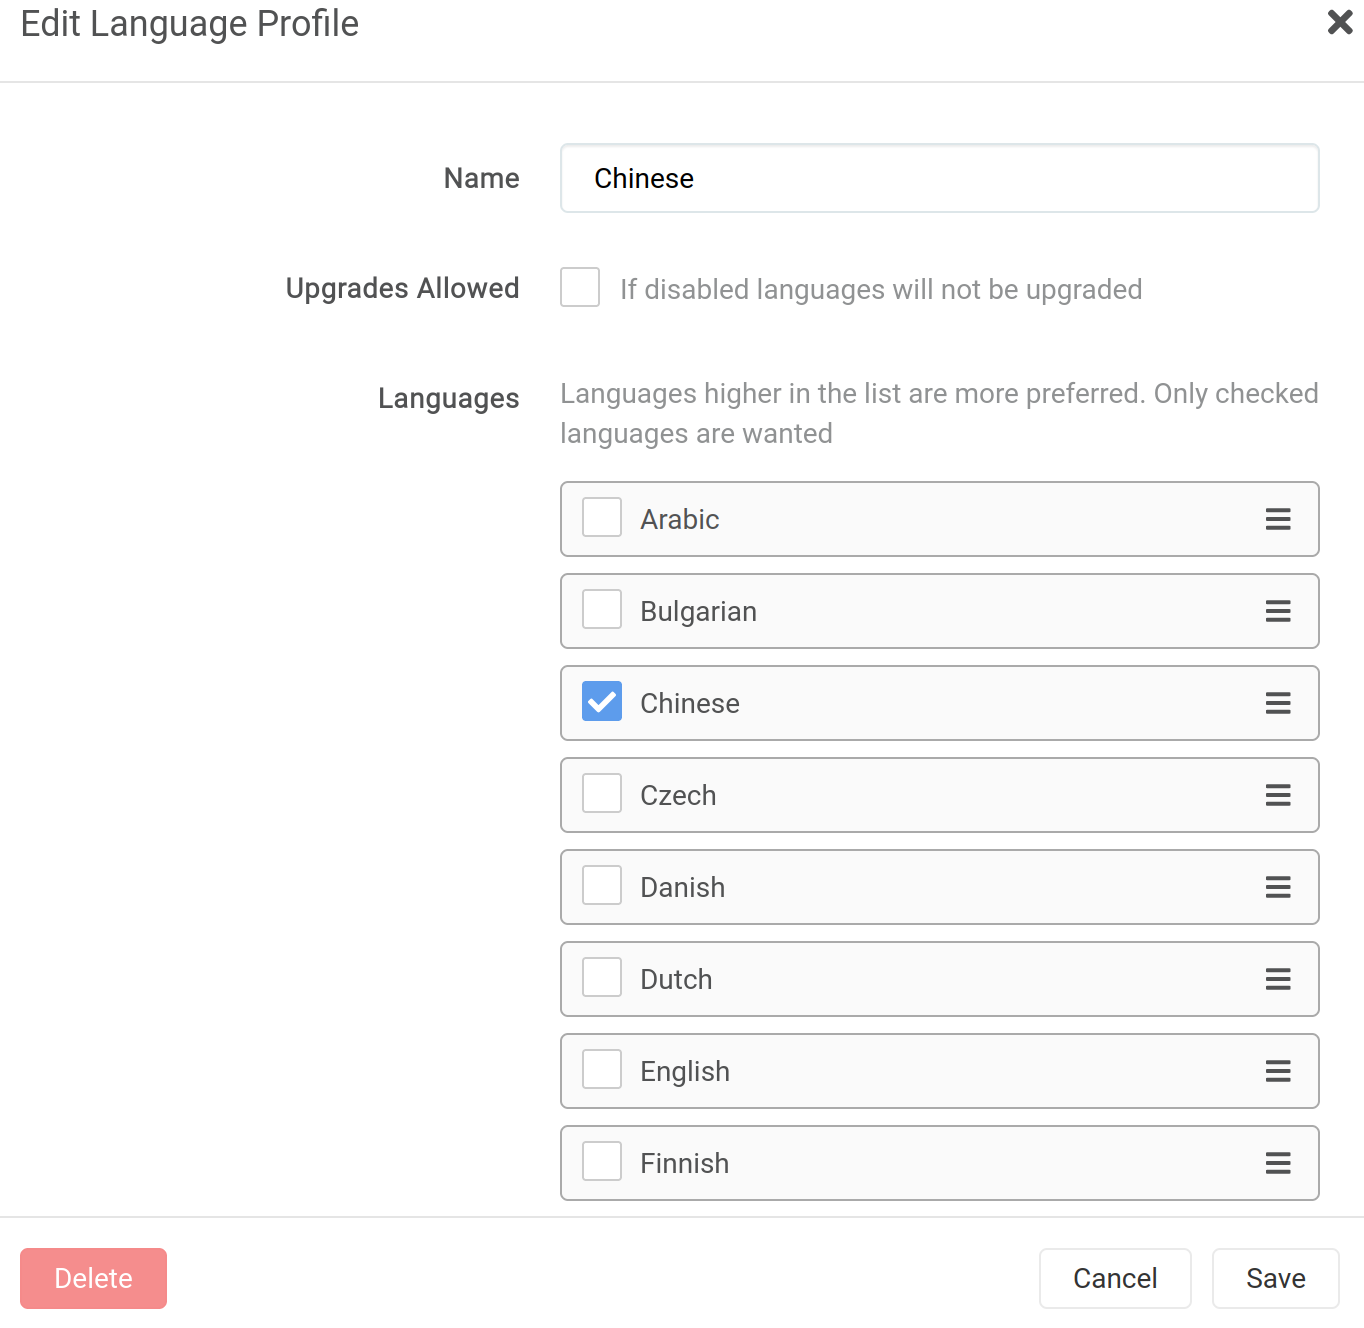 Edit Language Profile
Name
Chinese
Upgrades Allowed
If disabled languages will not be upgraded
Languages
Languages higher in the list are more preferred. Only checked
languages are wanted
Arabic
Bulgarian
Chinese
Czech
Danish
Dutch
English
Finnish
Delete
Cancel
Save